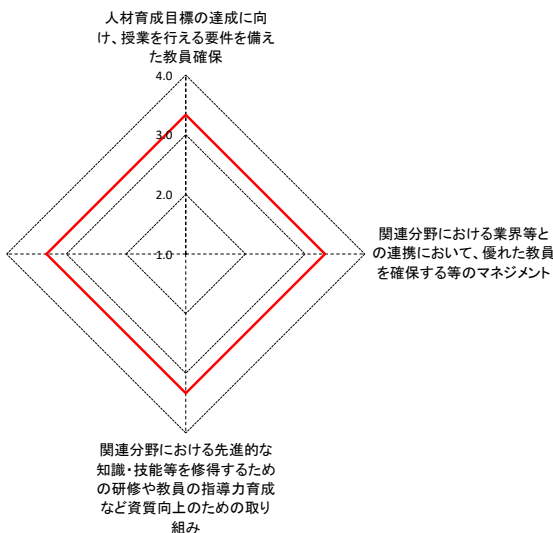 人材育成目標の達成に向
け、授業を行える要件を備え
た教員確保
4.0
3.0
2.0
1.0
関連分野における業界等と
の連携において、優れた教員
を確保する等のマネジメント
関連分野における先進的な
知識・技能等を修得するため
の研修や教員の指導力育成
など資質向上のための取り
組み